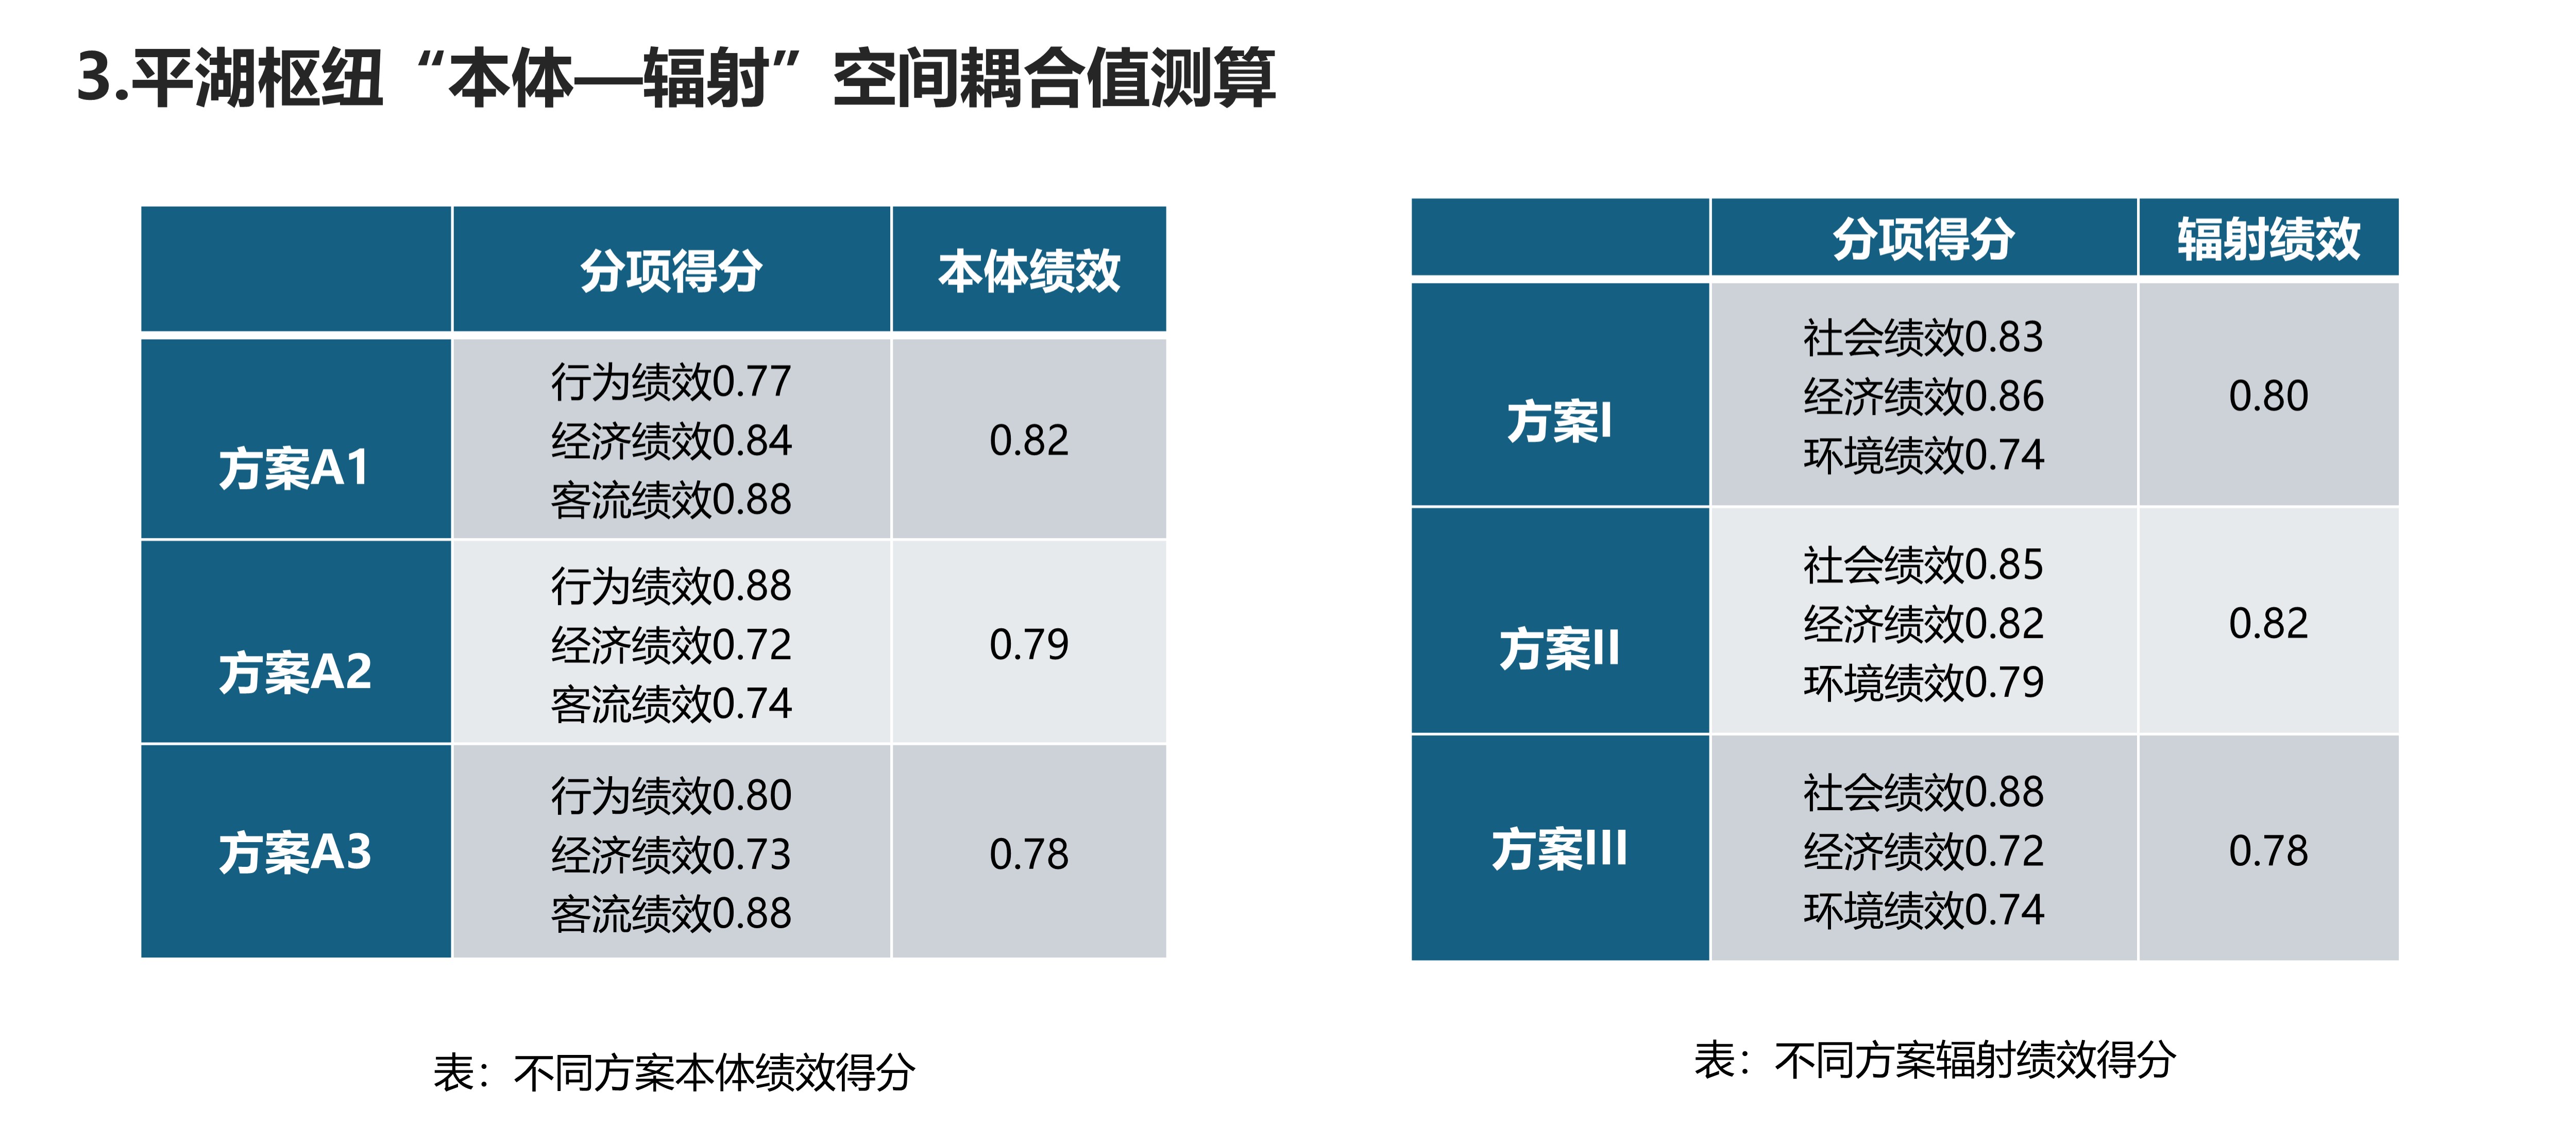 3.平湖枢纽“本体—辐射”空间耦合值测算
分项得分 本体绩效
方案A1
行为绩效0.77
经济绩效0.84
客流绩效0.88
0.82
方案A2
行为绩效0.88
经济绩效0.72
客流绩效0.74
0.79
方案A3
行为绩效0.80
经济绩效0.73
客流绩效0.88
0.78
表：不同方案本体绩效得分
分项得分 辐射绩效
方案I
社会绩效0.83
经济绩效0.86
环境绩效0.74
0.80
方案II
社会绩效0.85
经济绩效0.82
环境绩效0.79
0.82
方案III
社会绩效0.88
经济绩效0.72
环境绩效0.74
0.78
表：不同方案辐射绩效得分